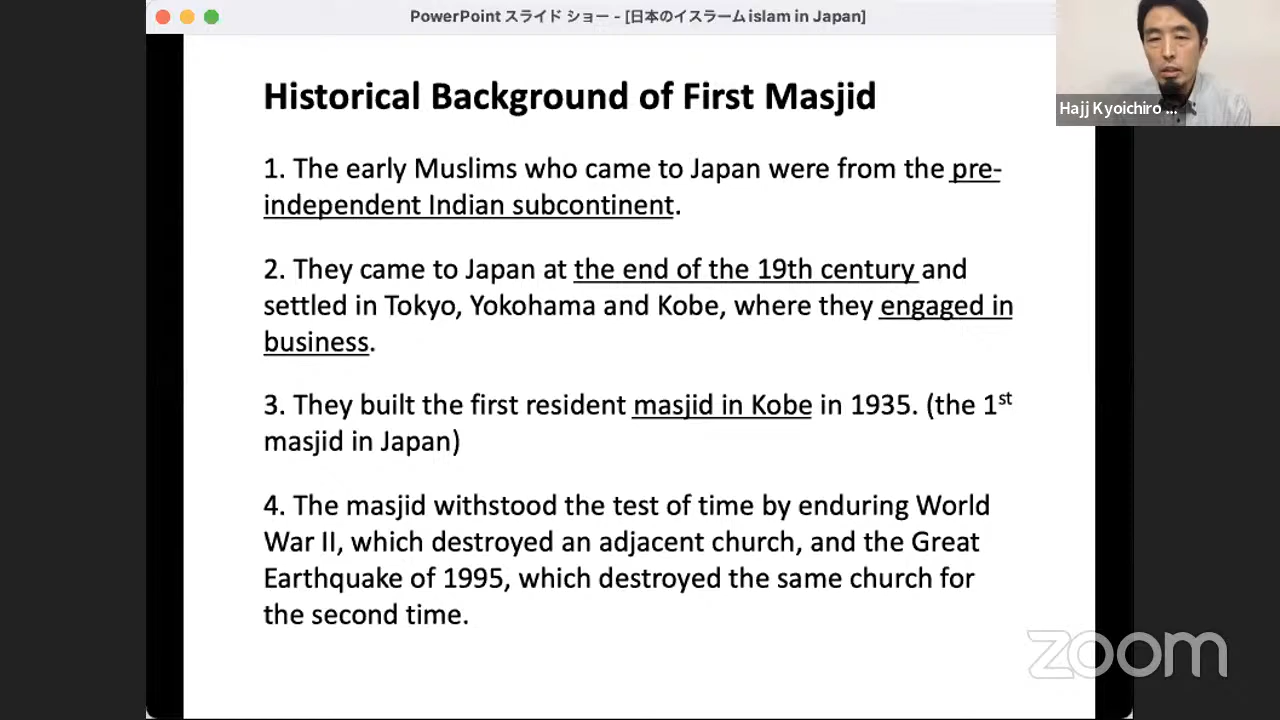 PowerPoint スライド ショー - [日本のイスラーム islam in Japan]
Hajj Kyoichiro ...
Historical Background of First Masjid
1. The early Muslims who came to Japan were from the pre-
independent Indian subcontinent.
2. They came to Japan at the end of the 19th century and
settled in Tokyo, Yokohama and Kobe, where they engaged in
business.
3. They built the first resident masjid in Kobe in 1935. (the 1st
masjid in Japan)
4. The masjid withstood the test of time by enduring World
War II, which destroyed an adjacent church, and the Great
Earthquake of 1995, which destroyed the same church for
the second time.
zoom